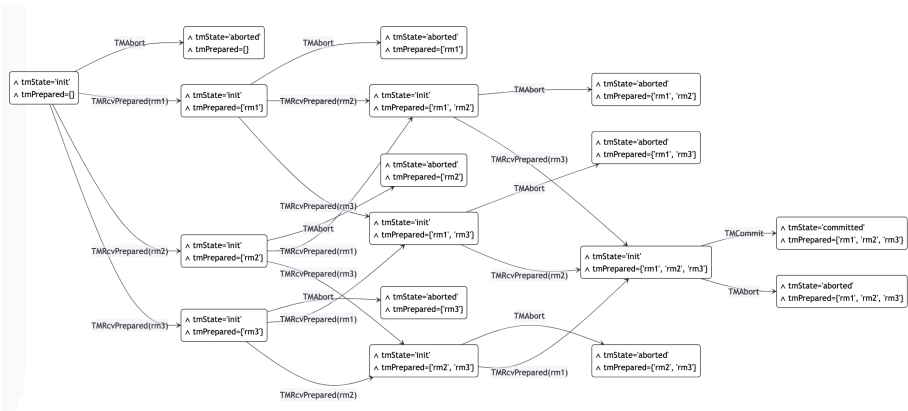 TMAbort
∧ tmState='aborted'
∧ tmPrepared={}
TMAbort
∧ tmState='aborted'
∧ tmPrepared={'rm1'}
∧ tmState='init'
∧ tmPrepared={}
TMRcvPrepared(rm1)
∧ tmState='init'
∧ tmPrepared={'rm1'}
TMRcvPrepared(rm2)
∧ tmState='init'
∧ tmPrepared={'rm1', 'rm2'}
TMAbort
∧ tmState='aborted'
∧ tmPrepared={'rm1', 'rm2'}
TMRcvPrepared(rm3)
∧ tmState='aborted'
∧ tmPrepared={'rm1', 'rm3'}
∧ tmState='aborted'
∧ tmPrepared={'rm2'}
TMAbort
TMRcvPrepared(rm3)
TMAbort
∧ tmState='init'
∧ tmPrepared={'rm1', 'rm3'}
TMRcvPrepared(rm2)
∧ tmState='init'
∧ tmPrepared={'rm2'}
TMRcvPrepared(rm1)
TMRcvPrepared(rm3)
TMRcvPrepared(rm2)
∧ tmState='init'
∧ tmPrepared={'rm1', 'rm2', 'rm3'}
TMCommit
∧ tmState='committed'
∧ tmPrepared={'rm1', 'rm2', 'rm3'}
TMAbort
∧ tmState='aborted'
∧ tmPrepared={'rm1', 'rm2', 'rm3'}
TMRcvPrepared(rm3)
∧ tmState='init'
∧ tmPrepared={'rm3'}
TMAbort
∧ tmState='aborted'
∧ tmPrepared={'rm3'}
TMRcvPrepared(rm1)
TMRcvPrepared(rm2)
∧ tmState='init'
∧ tmPrepared={'rm2', 'rm3'}
TMAbort
TMRcvPrepared(rm1)
∧ tmState='aborted'
∧ tmPrepared={'rm2', 'rm3'}